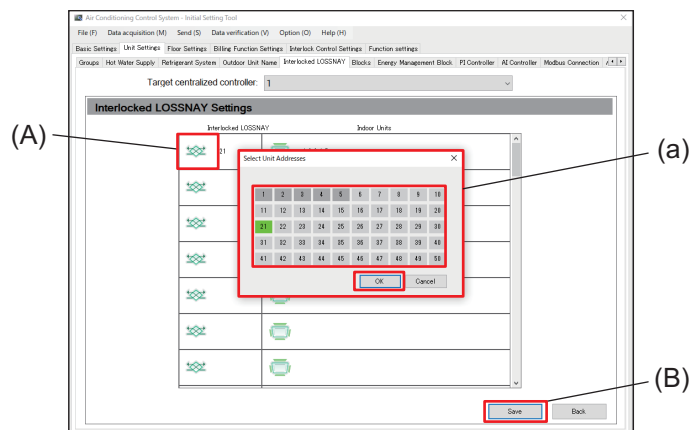 Air Conditioning Control System - Initial Setting Tool
File (F) Data acquisition (M) Send (S) Data verification (V) Option (O) Help (H)
Basic Settings Unit Settings Floor Settings Billing Function Settings Interlock Control Settings Function settings
Groups Hot Water Supply Refrigerant System Outdoor Unit Name Interlocked LOSSNAY Blocks Energy Management Block PI Controller AI Controller Modbus Connection
Target centralized controller: 1
Interlocked LOSSNAY Settings
Interlocked LOSSNAY Indoor Units
(A)
21
Select Unit Addresses
(a)
1 2 3 4 5 6 7 8 9 10
11 12 13 14 15 16 17 18 19 20
21 22 23 24 25 26 27 28 29 30
31 32 33 34 35 36 37 38 39 40
41 42 43 44 45 46 47 48 49 50
OK Cancel
(B)
Save Back